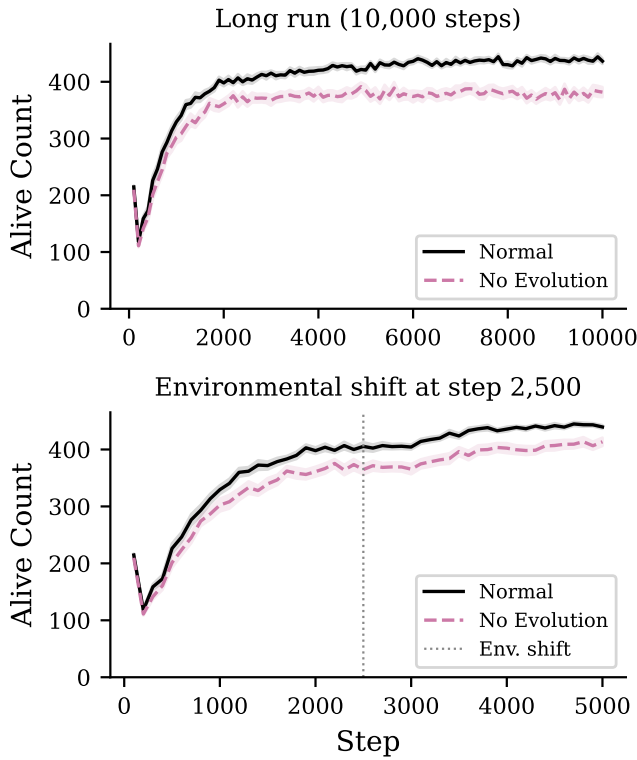 Long run (10,000 steps)
Alive Count
400
300
200
100
0
Normal
No Evolution
0 2000 4000 6000 8000 10000
Environmental shift at step 2,500
Alive Count
400
300
200
100
0
Normal
No Evolution
Env. shift
0 1000 2000 3000 4000 5000
Step